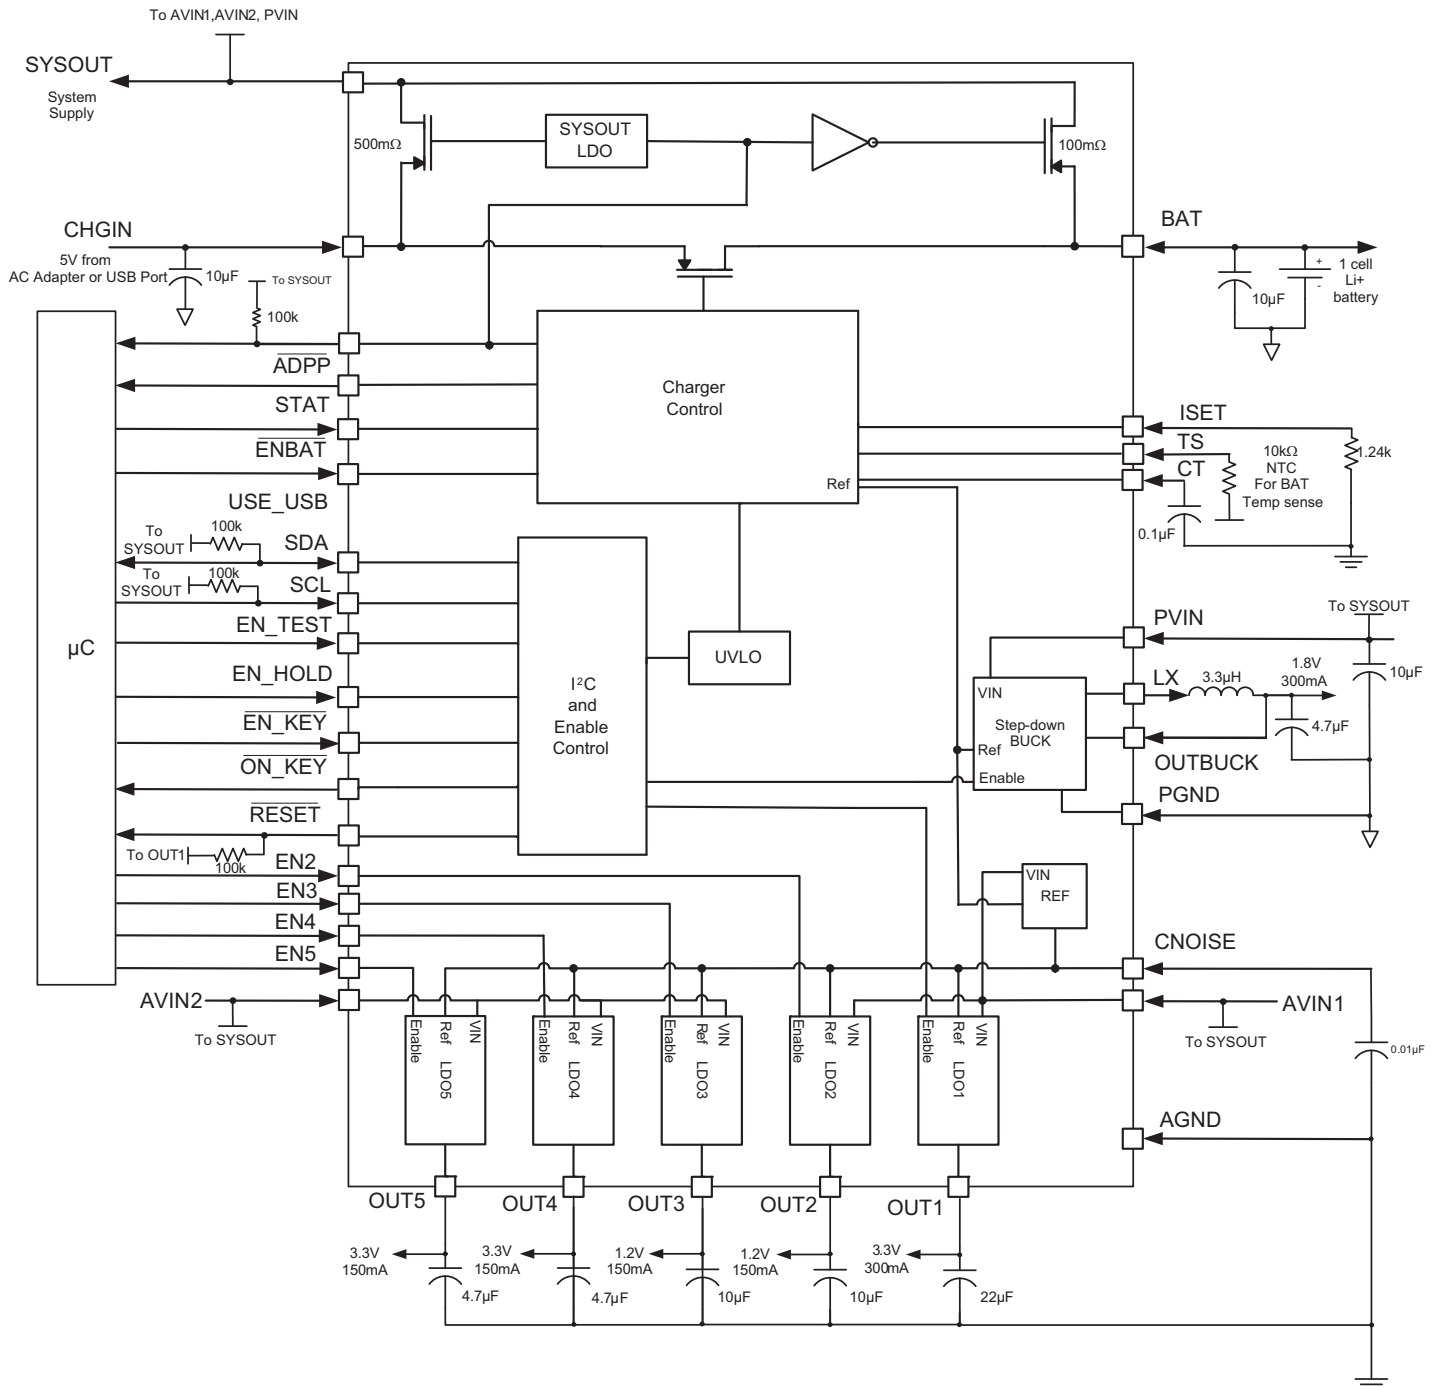 To AVIN1,AVIN2, PVIN
SYSOUT
System
Supply
500mΩ
SYSOUT
LDO
100mΩ
CHGIN
5V from
AC Adapter or USB Port
10µF
To SYSOUT
100k
BAT
10µF
+
-
1 cell
Li+
battery
ADPP
STAT
ENBAT
USE_USB
Charger
Control
Ref
ISET
TS
CT
10kΩ
NTC
For BAT
Temp sense
1.24k
0.1µF
µC
To
SYSOUT
100k
SDA
To
SYSOUT
100k
SCL
EN_TEST
EN_HOLD
EN_KEY
ON_KEY
RESET
To OUT1
100k
EN2
EN3
EN4
EN5
AVIN2
To SYSOUT
I²C
and
Enable
Control
UVLO
To SYSOUT
PVIN
10µF
LX
3.3µH
1.8V
300mA
4.7µF
VIN
Step-down
BUCK
Ref
Enable
OUTBUCK
PGND
VIN
REF
CNOISE
AVIN1
To SYSOUT
0.01µF
AGND
Enable
Ref
LDO5
VIN
Enable
Ref
LDO4
VIN
Enable
Ref
LDO3
VIN
Enable
Ref
LDO2
VIN
Enable
Ref
LDO1
VIN
OUT5
OUT4
OUT3
OUT2
OUT1
3.3V
150mA
4.7µF
3.3V
150mA
4.7µF
1.2V
150mA
10µF
1.2V
150mA
10µF
3.3V
300mA
22µF